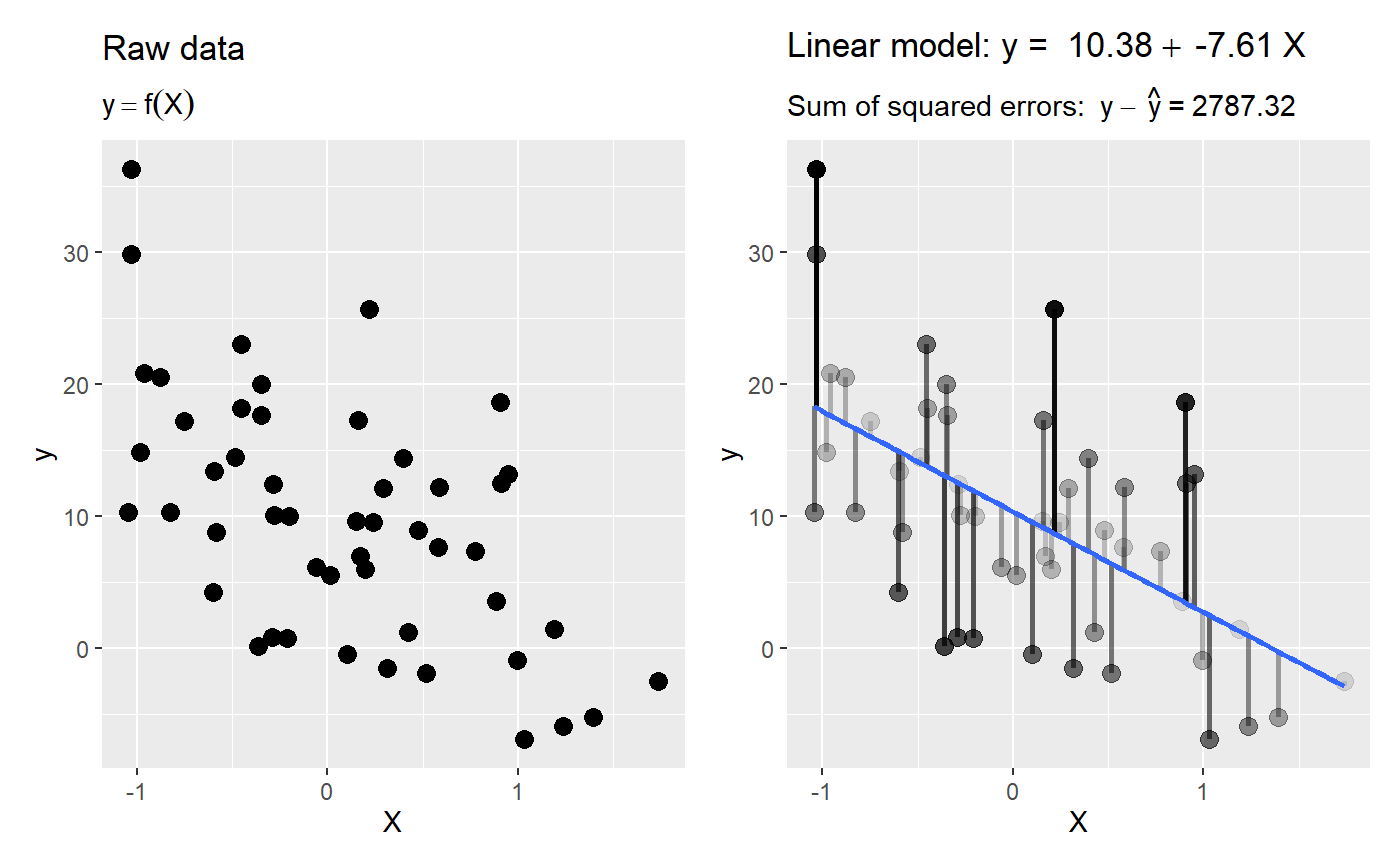 Raw data
y = f(X)
y
30
20
10
0
-1
0
1
X
Linear model: y =  10.38 + -7.61 X
Sum of squared errors:  y − ŷ = 2787.32
y
30
20
10
0
-1
0
1
X